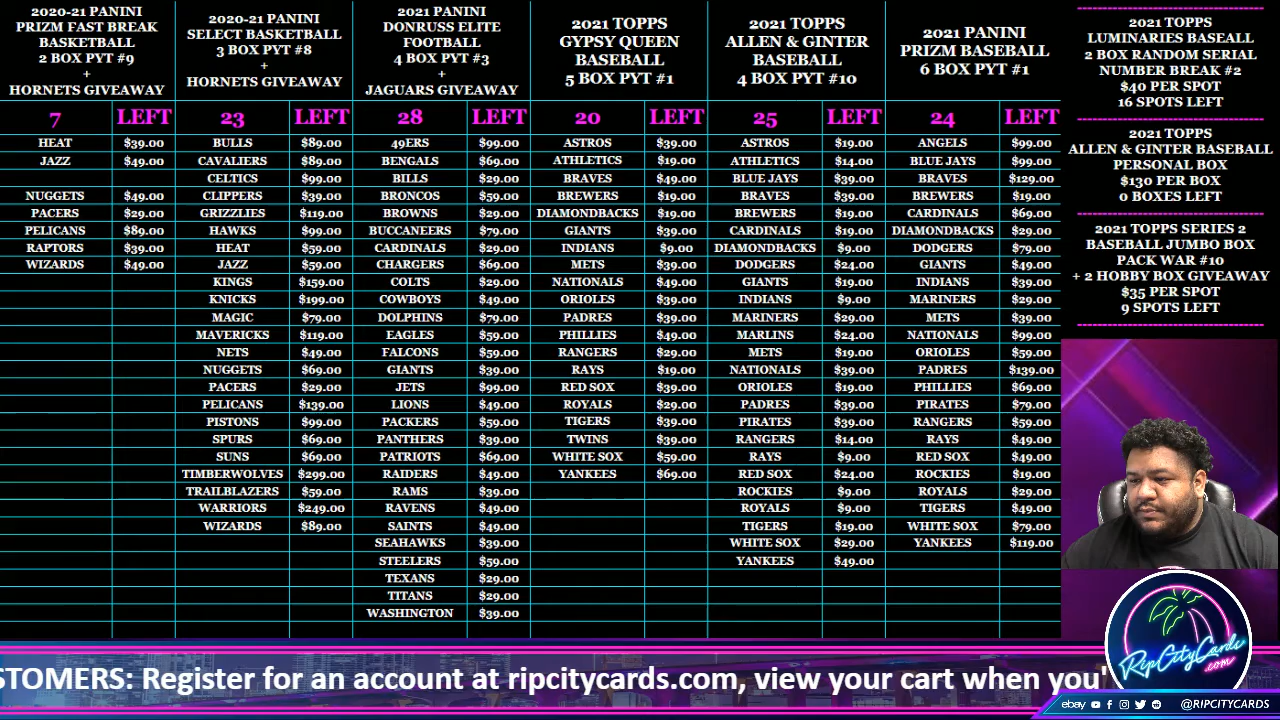 2020-21 PANINI
PRIZM FAST BREAK
BASKETBALL
2 BOX PYT #9
+
HORNETS GIVEAWAY
7 LEFT
HEAT $39.00
JAZZ $49.00
NUGGETS $49.00
PACERS $29.00
PELICANS $89.00
RAPTORS $39.00
WIZARDS $49.00
2020-21 PANINI
SELECT BASKETBALL
3 BOX PYT #8
+
HORNETS GIVEAWAY
23 LEFT
BULLS $89.00
CAVALIERS $89.00
CELTICS $99.00
CLIPPERS $39.00
GRIZZLIES $119.00
HAWKS $99.00
HEAT $59.00
JAZZ $59.00
KINGS $159.00
KNICKS $199.00
MAGIC $79.00
MAVERICKS $119.00
NETS $49.00
NUGGETS $69.00
PACERS $29.00
PELICANS $139.00
PISTONS $99.00
SPURS $69.00
SUNS $69.00
TIMBERWOLVES $299.00
TRAILBLAZERS $59.00
WARRIORS $249.00
WIZARDS $89.00
2021 PANINI
DONRUSS ELITE
FOOTBALL
4 BOX PYT #3
+
JAGUARS GIVEAWAY
28 LEFT
49ERS $99.00
BENGALS $69.00
BILLS $29.00
BRONCOS $59.00
BROWNS $29.00
BUCCANEERS $79.00
CARDINALS $29.00
CHARGERS $69.00
COLTS $29.00
COWBOYS $49.00
DOLPHINS $79.00
EAGLES $59.00
FALCONS $59.00
GIANTS $39.00
JETS $99.00
LIONS $49.00
PACKERS $59.00
PANTHERS $39.00
PATRIOTS $69.00
RAIDERS $49.00
RAMS $39.00
RAVENS $49.00
SAINTS $49.00
SEAHAWKS $39.00
STEELERS $59.00
TEXANS $29.00
TITANS $29.00
WASHINGTON $39.00
2021 TOPPS
GYPSY QUEEN
BASEBALL
5 BOX PYT #1
20 LEFT
ASTROS $39.00
ATHLETICS $19.00
BRAVES $49.00
BREWERS $19.00
DIAMONDBACKS $19.00
GIANTS $39.00
INDIANS $9.00
METS $39.00
NATIONALS $49.00
ORIOLES $39.00
PADRES $39.00
PHILLIES $49.00
RANGERS $29.00
RAYS $19.00
RED SOX $39.00
ROYALS $29.00
TIGERS $39.00
TWINS $39.00
WHITE SOX $59.00
YANKEES $69.00
2021 TOPPS
ALLEN & GINTER
BASEBALL
4 BOX PYT #10
25 LEFT
ASTROS $19.00
ATHLETICS $14.00
BLUE JAYS $39.00
BRAVES $39.00
BREWERS $19.00
CARDINALS $19.00
DIAMONDBACKS $9.00
DODGERS $24.00
GIANTS $19.00
INDIANS $9.00
MARINERS $29.00
MARLINS $24.00
METS $19.00
NATIONALS $39.00
ORIOLES $19.00
PADRES $39.00
PIRATES $39.00
RANGERS $14.00
RAYS $9.00
RED SOX $24.00
ROCKIES $9.00
ROYALS $9.00
TIGERS $19.00
WHITE SOX $29.00
YANKEES $49.00
2021 PANINI
PRIZM BASEBALL
6 BOX PYT #1
24 LEFT
ANGELS $99.00
BLUE JAYS $99.00
BRAVES $129.00
BREWERS $19.00
CARDINALS $69.00
DIAMONDBACKS $29.00
DODGERS $79.00
GIANTS $49.00
INDIANS $39.00
MARINERS $29.00
METS $39.00
NATIONALS $99.00
ORIOLES $59.00
PADRES $139.00
PHILLIES $69.00
PIRATES $79.00
RANGERS $59.00
RAYS $49.00
RED SOX $49.00
ROCKIES $19.00
ROYALS $29.00
TIGERS $49.00
WHITE SOX $79.00
YANKEES $119.00
2021 TOPPS
LUMINARIES BASEALL
2 BOX RANDOM SERIAL
NUMBER BREAK #2
$40 PER SPOT
16 SPOTS LEFT
2021 TOPPS
ALLEN & GINTER BASEBALL
PERSONAL BOX
$130 PER BOX
0 BOXES LEFT
2021 TOPPS SERIES 2
BASEBALL JUMBO BOX
PACK WAR #10
+ 2 HOBBY BOX GIVEAWAY
$35 PER SPOT
9 SPOTS LEFT
STOMERS: Register for an account at ripcitycards.com, view your cart when you'
RipCityCards
.com
ebay @RIPCITYCARDS